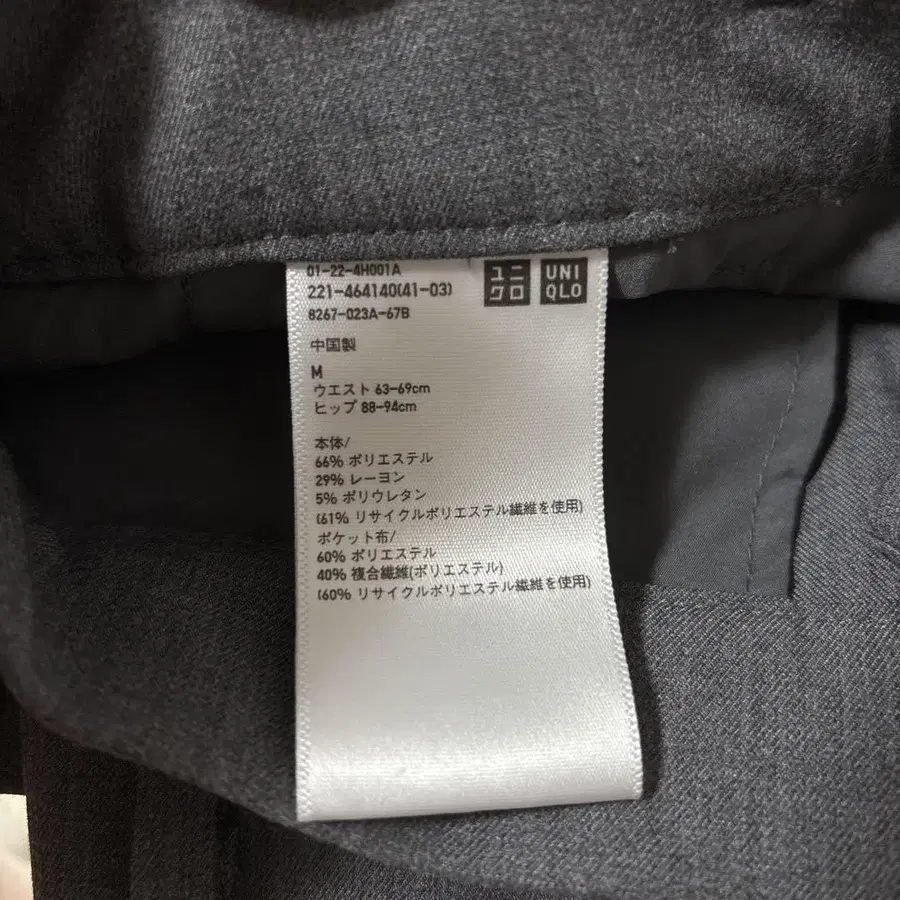 01-22-4H001A
221-464140(41-03)
8267-023A-67B
ユニ
クロ
UNI
QLO
中国製
M
ウエスト 63-69cm
ヒップ 88-94cm
本体/
66% ポリエステル
29% レーヨン
5% ポリウレタン
(61% リサイクルポリエステル繊維を使用)
ポケット布/
60% ポリエステル
40% 複合繊維(ポリエステル)
(60% リサイクルポリエステル繊維を使用)